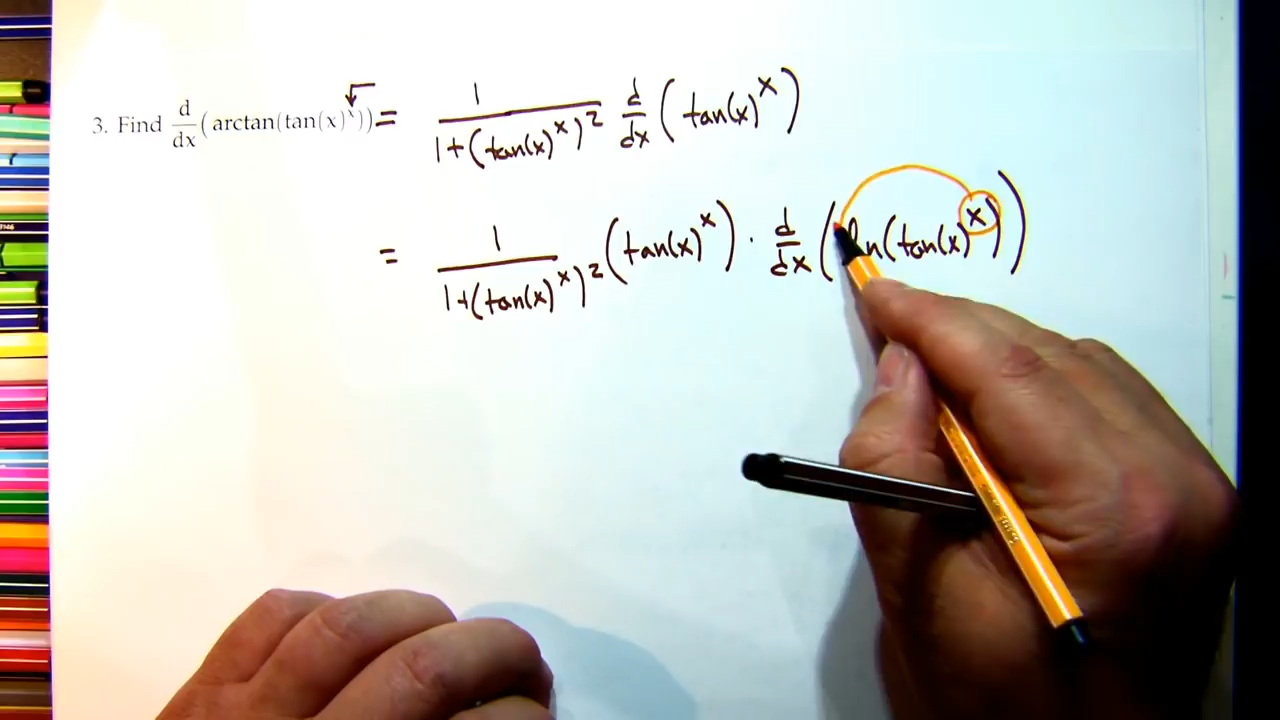 3. Find d/dx (arctan(tan(x)^x)) = 1/(1+(tan(x)^x)^2) d/dx (tan(x)^x)
= 1/(1+(tan(x)^x)^2) (tan(x)^x) · d/dx (ln(tan(x)^x))